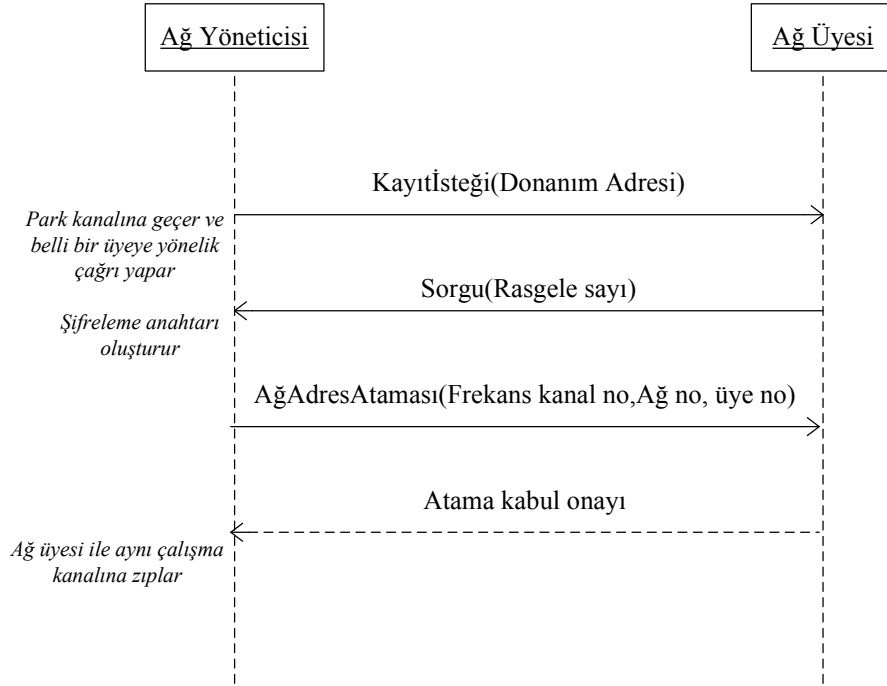 Ağ Yöneticisi
Ağ Üyesi
Kayıtİsteği(Donanım Adresi)
Park kanalına geçer ve
belli bir üyeye yönelik
çağrı yapar
Sorgu(Rasgele sayı)
Şifreleme anahtarı
oluşturur
AğAdresAtaması(Frekans kanal no,Ağ no, üye no)
Atama kabul onayı
Ağ üyesi ile aynı çalışma
kanalına zıplar